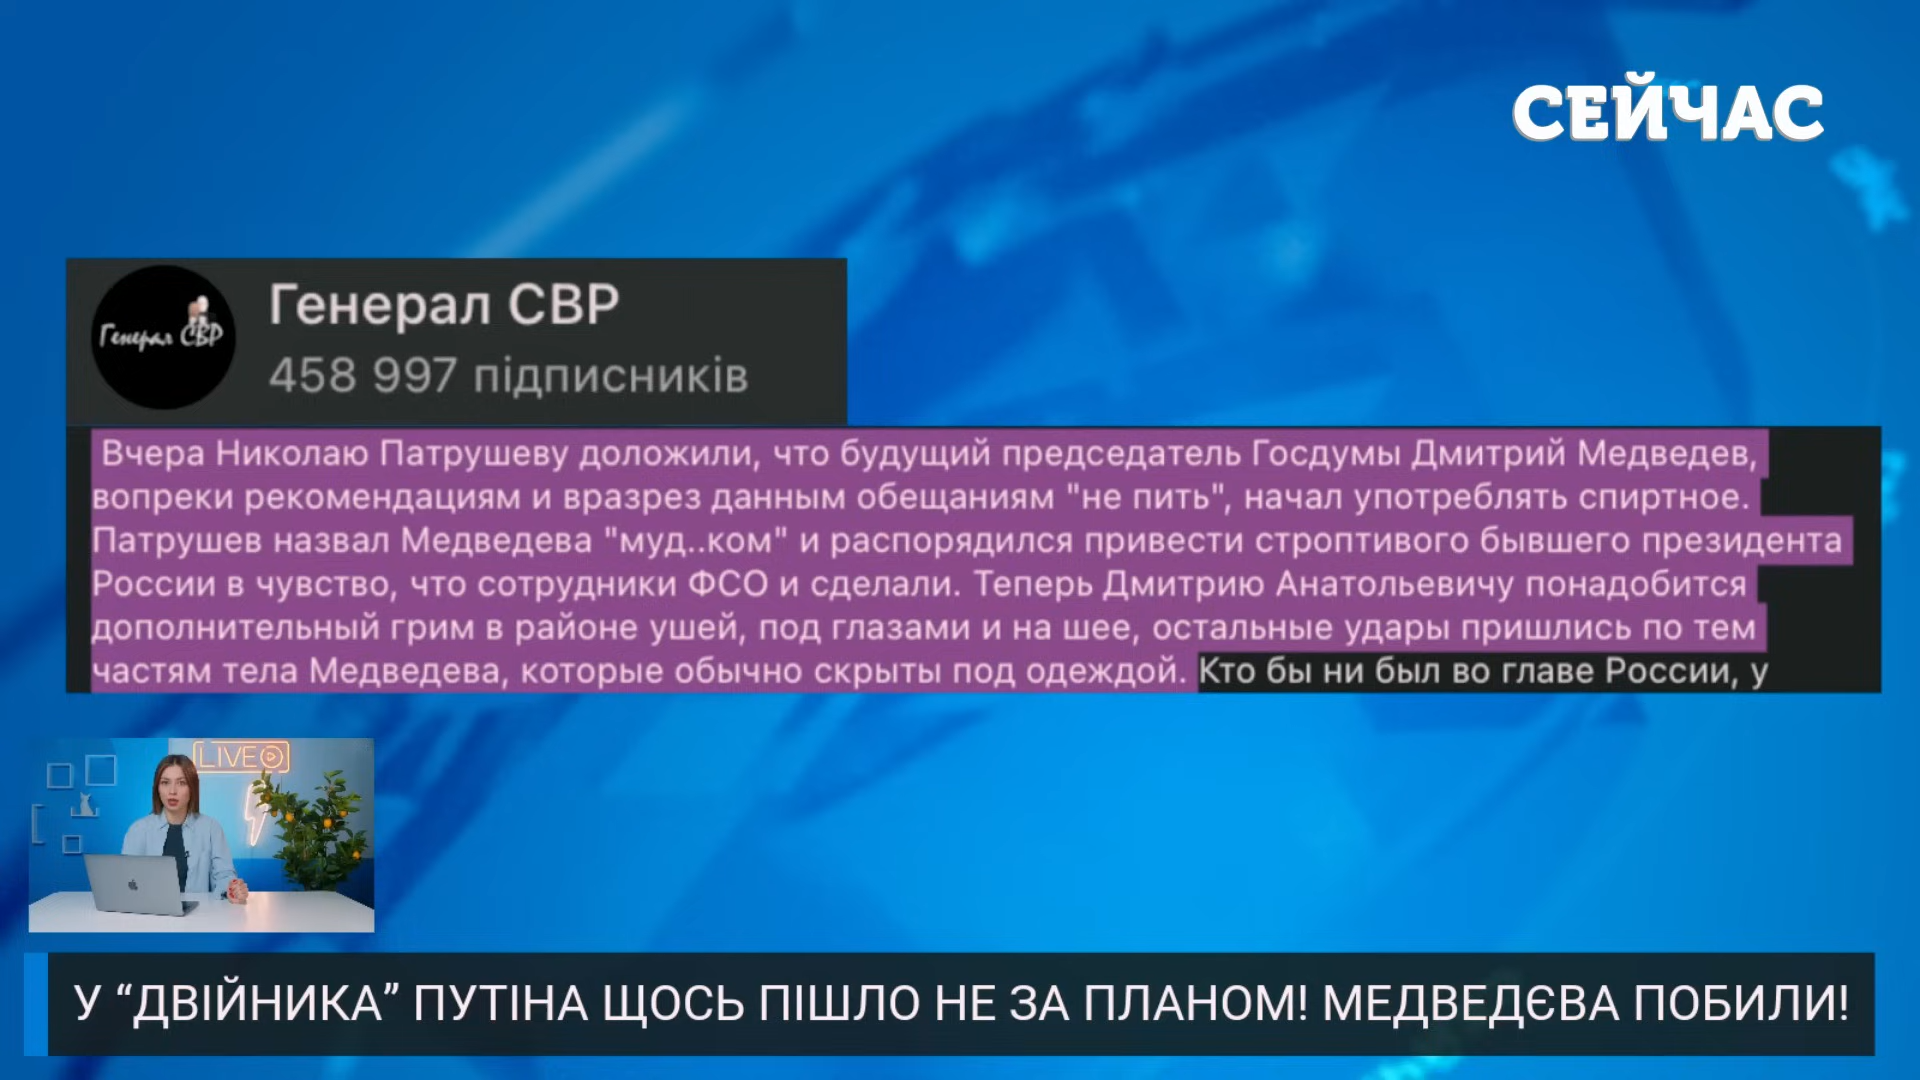 СЕЙЧАС
Генерал СВР
Генерал СВР
458 997 підписників
Вчера Николаю Патрушеву доложили, что будущий председатель Госдумы Дмитрий Медведев,
вопреки рекомендациям и вразрез данным обещаниям "не пить", начал употреблять спиртное.
Патрушев назвал Медведева "муд..ком" и распорядился привести строптивого бывшего президента
России в чувство, что сотрудники ФСО и сделали. Теперь Дмитрию Анатольевичу понадобится
дополнительный грим в районе ушей, под глазами и на шее, остальные удары пришлись по тем
частям тела Медведева, которые обычно скрыты под одеждой. Кто бы ни был во главе России, у
LIVE
У “ДВІЙНИКА” ПУТІНА ЩОСЬ ПІШЛО НЕ ЗА ПЛАНОМ! МЕДВЕДЄВА ПОБИЛИ!